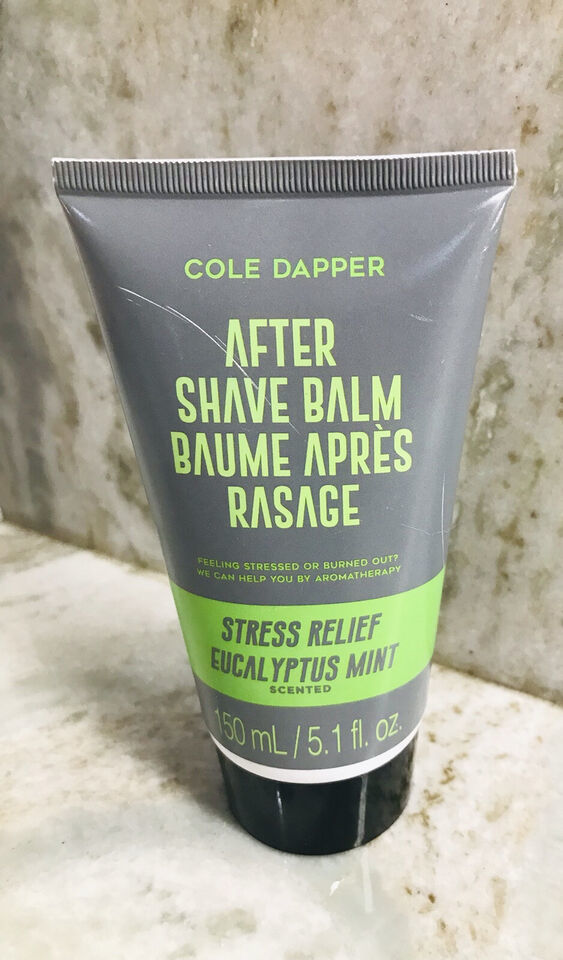 COLE DAPPER
AFTER
SHAVE BALM
BAUME APRÈS
RASAGE
FEELING STRESSED OR BURNED OUT?
WE CAN HELP YOU BY AROMATHERAPY
STRESS RELIEF
EUCALYPTUS MINT
SCENTED
150 mL / 5.1 fl. oz.